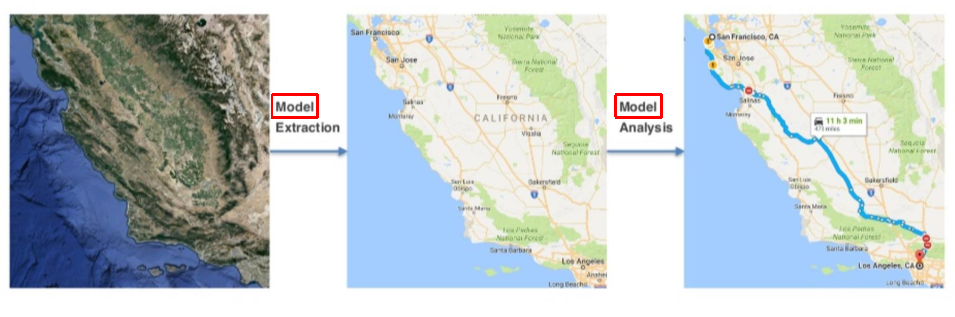 Model
Extraction
San Francisco
San Jose
Salinas
Monterey
Yosemite
National Park
Sierra National
Forest
Fresno
CALIFORNIA
Visalia
Sequoia
National Forest
San Luis
Obispo
Bakersfield
Santa Maria
Los Padres
National Forest
Santa Barbara
Los Angeles
Long Beach
Model
Analysis
San Francisco, CA
San Jose
Salinas
Monterey
Yosemite
National Park
Sierra National
Forest
Fresno
11 h 3 min
473 miles
Sequoia
National Forest
San Luis
Obispo
Bakersfield
Santa Maria
Los Padres
National Forest
Santa Barbara
Los Angeles, CA
Long Beach